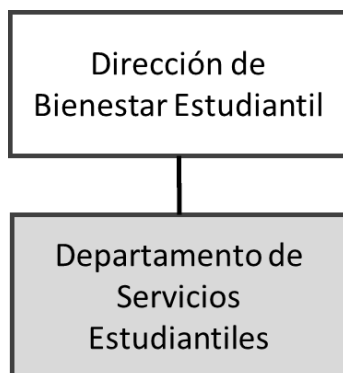 Dirección de
Bienestar Estudiantil
Departamento de
Servicios
Estudiantiles